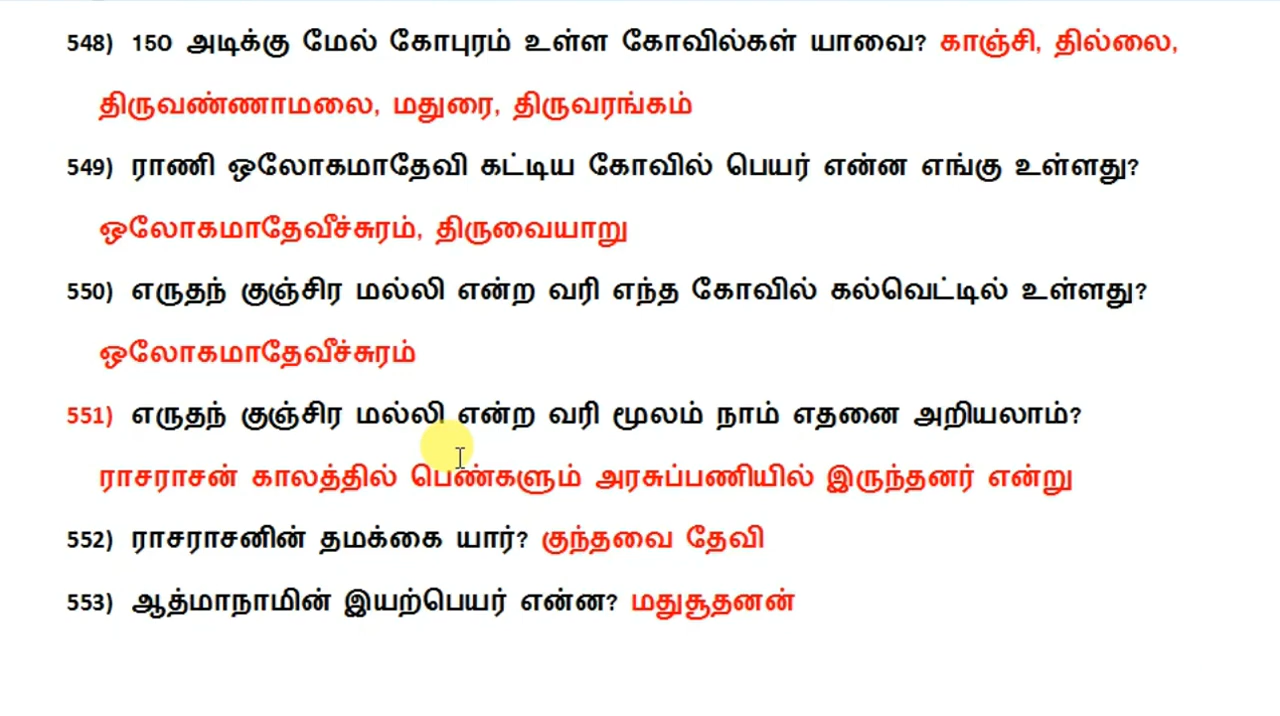 548) 150 அடிக்கு மேல் கோபுரம் உள்ள கோவில்கள் யாவை? காஞ்சி, தில்லை,
திருவண்ணாமலை, மதுரை, திருவரங்கம்
549) ராணி ஒலோகமாதேவி கட்டிய கோவில் பெயர் என்ன எங்கு உள்ளது?
ஒலோகமாதேவீச்சுரம், திருவையாறு
550) எருதந் குஞ்சிர மல்லி என்ற வரி எந்த கோவில் கல்வெட்டில் உள்ளது?
ஒலோகமாதேவீச்சுரம்
551) எருதந் குஞ்சிர மல்லி என்ற வரி மூலம் நாம் எதனை அறியலாம்?
ராசராசன் காலத்தில் பெண்களும் அரசுப்பணியில் இருந்தனர் என்று
552) ராசராசனின் தமக்கை யார்? குந்தவை தேவி
553) ஆத்மாநாமின் இயற்பெயர் என்ன? மதுசூதனன்